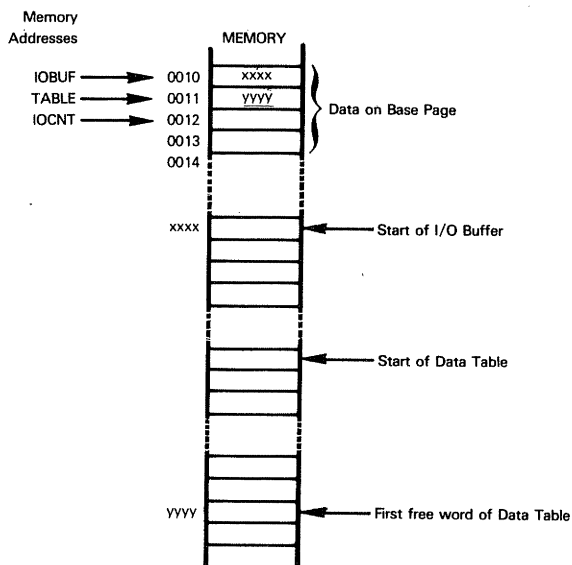 Memory
Addresses
MEMORY
IOBUF 0010 xxxx
TABLE 0011 yyyy
IOCNT 0012
0013
0014
Data on Base Page
xxxx Start of I/O Buffer
Start of Data Table
yyyy First free word of Data Table